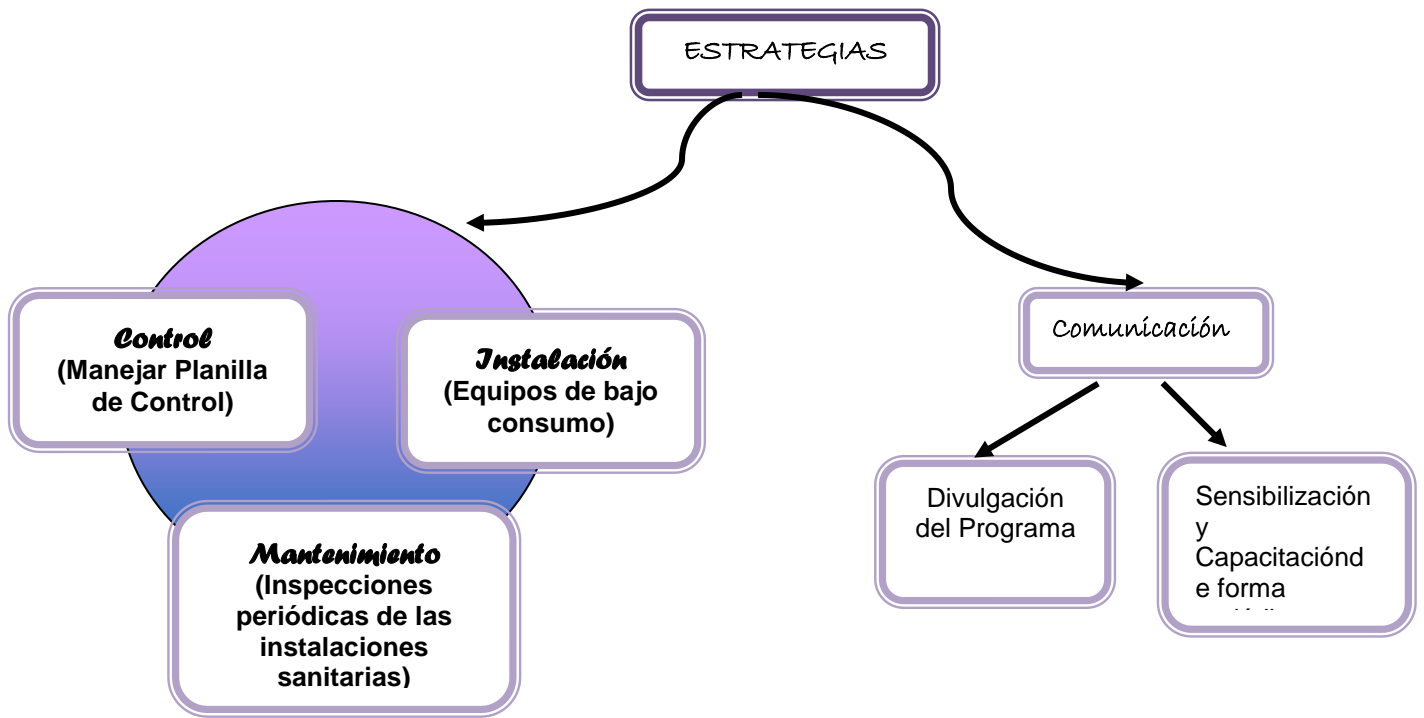 ESTRATEGIAS
Control
(Manejar Planilla
de Control)
Instalación
(Equipos de bajo
consumo)
Mantenimiento
(Inspecciones
periódicas de las
instalaciones
sanitarias)
Comunicación
Divulgación
del Programa
Sensibilización
y
Capacitaciónd
e forma